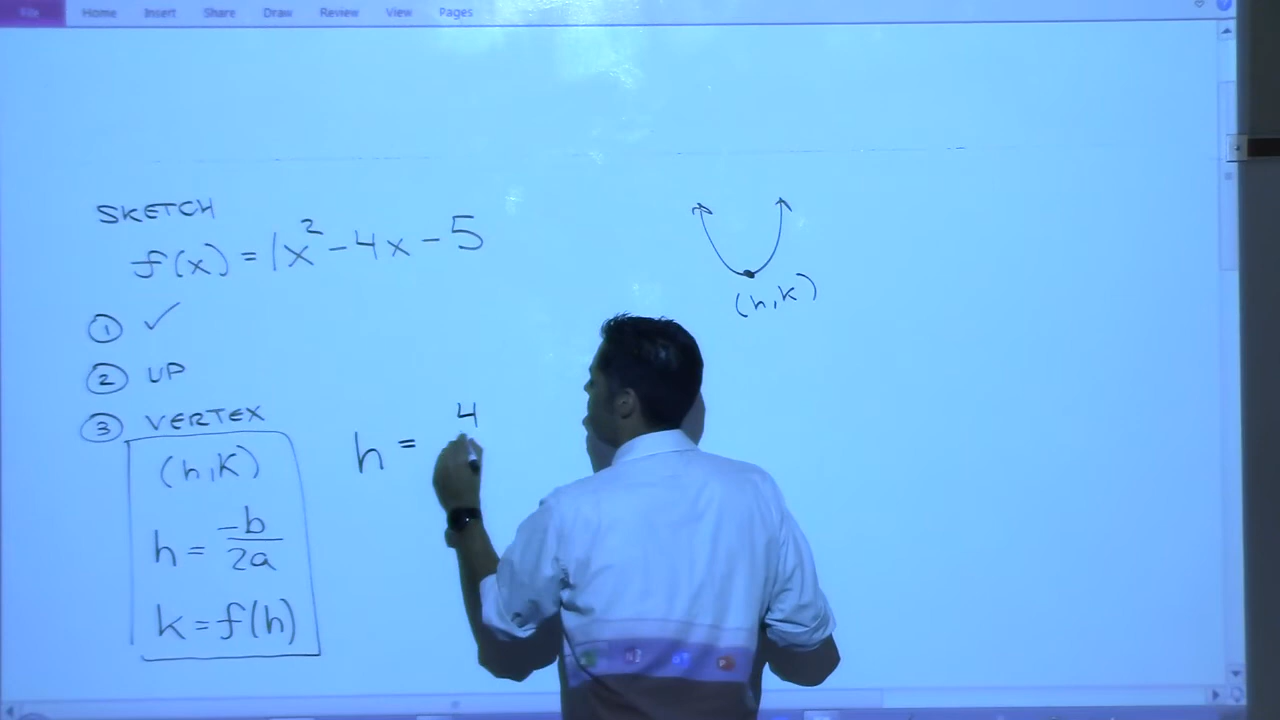 File Home Insert Share Draw Review View Pages
SKETCH
f(x) = 1x² - 4x - 5
① ✓
② UP
③ VERTEX
(h, k)
h = -b/2a
k = f(h)
h = 4
(h, k)